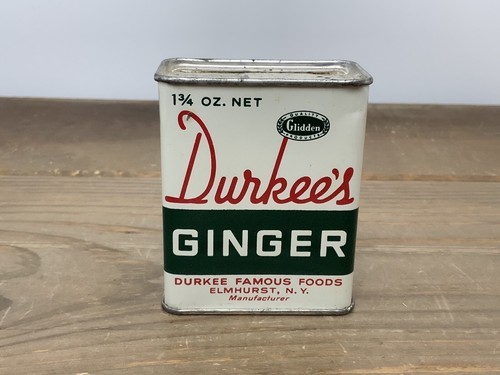 1¾ OZ. NET
QUALITY
Glidden
PRODUCTS
Durkee's
GINGER
DURKEE FAMOUS FOODS
ELMHURST, N.Y.
Manufacturer